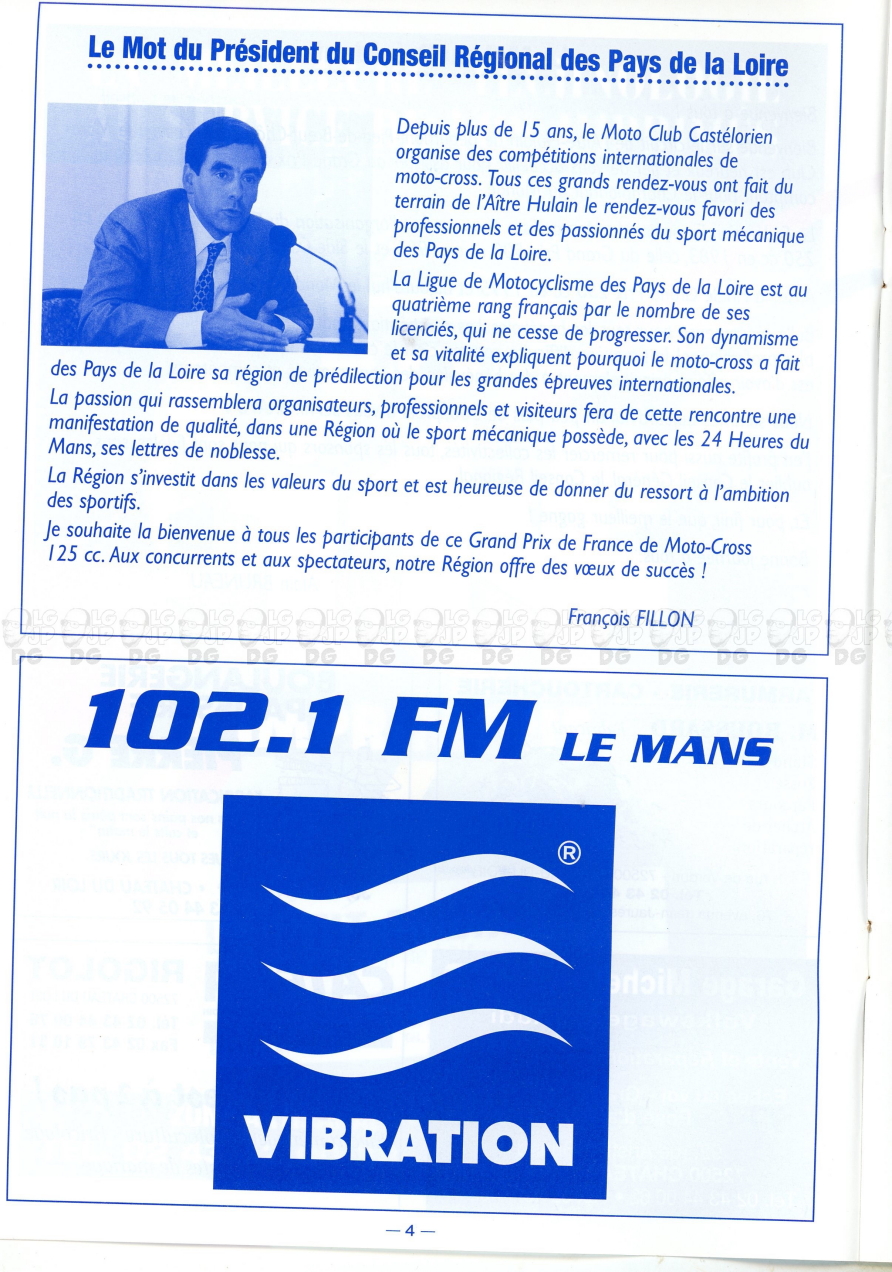 Le Mot du Président du Conseil Régional des Pays de la Loire
Depuis plus de 15 ans, le Moto Club Castélorien
organise des compétitions internationales de
moto-cross. Tous ces grands rendez-vous ont fait du
terrain de l'Aître Hulain le rendez-vous favori des
professionnels et des passionnés du sport mécanique
des Pays de la Loire.
La Ligue de Motocyclisme des Pays de la Loire est au
quatrième rang français par le nombre de ses
licenciés, qui ne cesse de progresser. Son dynamisme
et sa vitalité expliquent pourquoi le moto-cross a fait
des Pays de la Loire sa région de prédilection pour les grandes épreuves internationales.
La passion qui rassemblera organisateurs, professionnels et visiteurs fera de cette rencontre une
manifestation de qualité, dans une Région où le sport mécanique possède, avec les 24 Heures du
Mans, ses lettres de noblesse.
La Région s'investit dans les valeurs du sport et est heureuse de donner du ressort à l'ambition
des sportifs.
Je souhaite la bienvenue à tous les participants de ce Grand Prix de France de Moto-Cross
125 cc. Aux concurrents et aux spectateurs, notre Région offre des vœux de succès !
François FILLON
102.1 FM LE MANS
®
VIBRATION
— 4 —